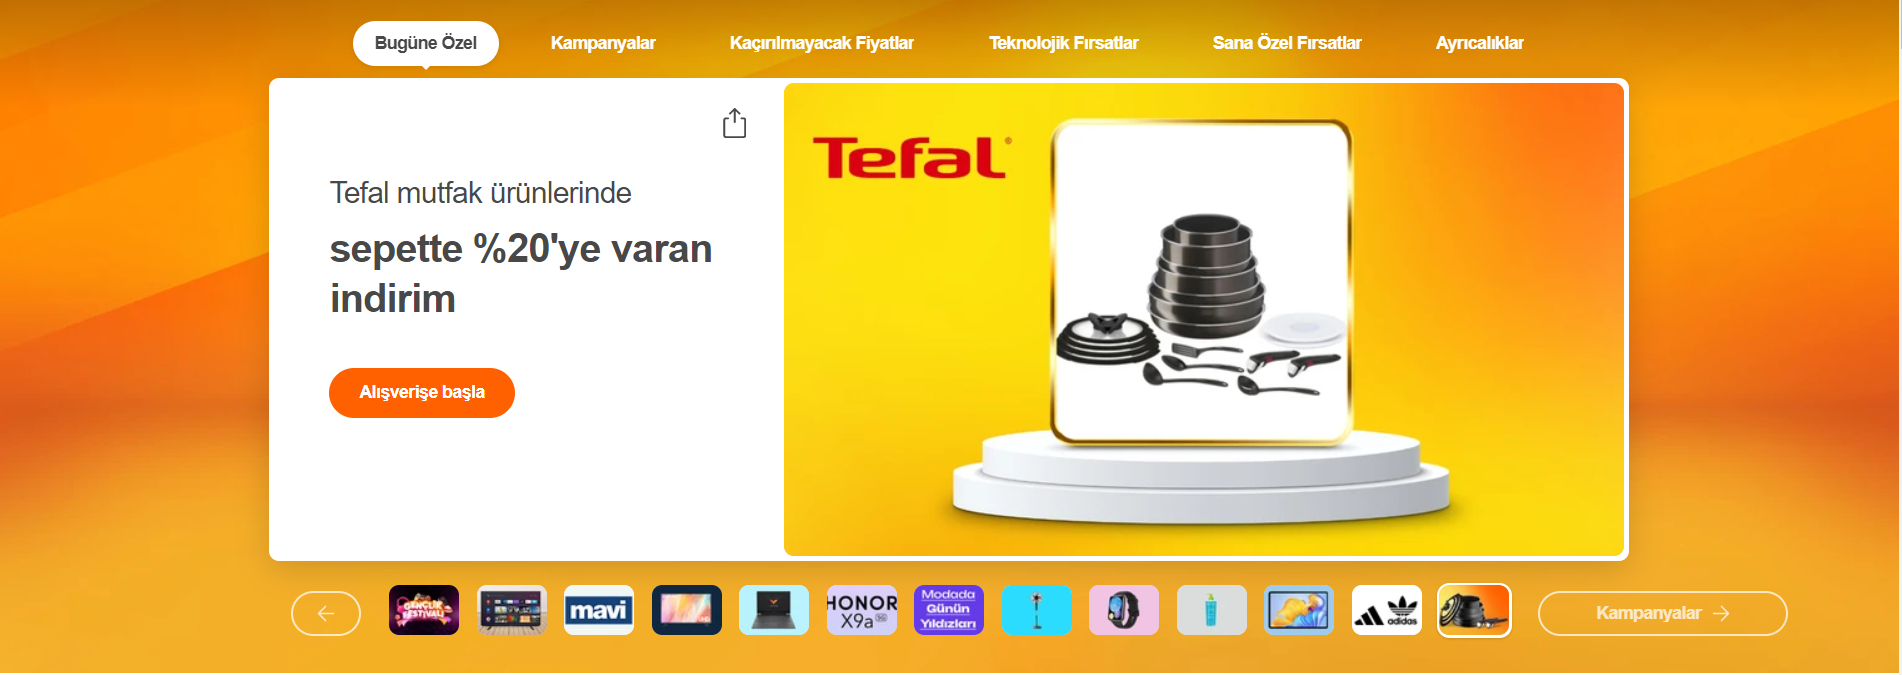 Bugüne Özel
Kampanyalar
Kaçırılmayacak Fiyatlar
Teknolojik Fırsatlar
Sana Özel Fırsatlar
Ayrıcalıklar
Tefal mutfak ürünlerinde
sepette %20'ye varan
indirim
Alışverişe başla
Tefal®
GENÇLİK
FESTİVALİ
mavi
HONOR
X9a 5G
Modada
Günün
Yıldızları
adidas
Kampanyalar